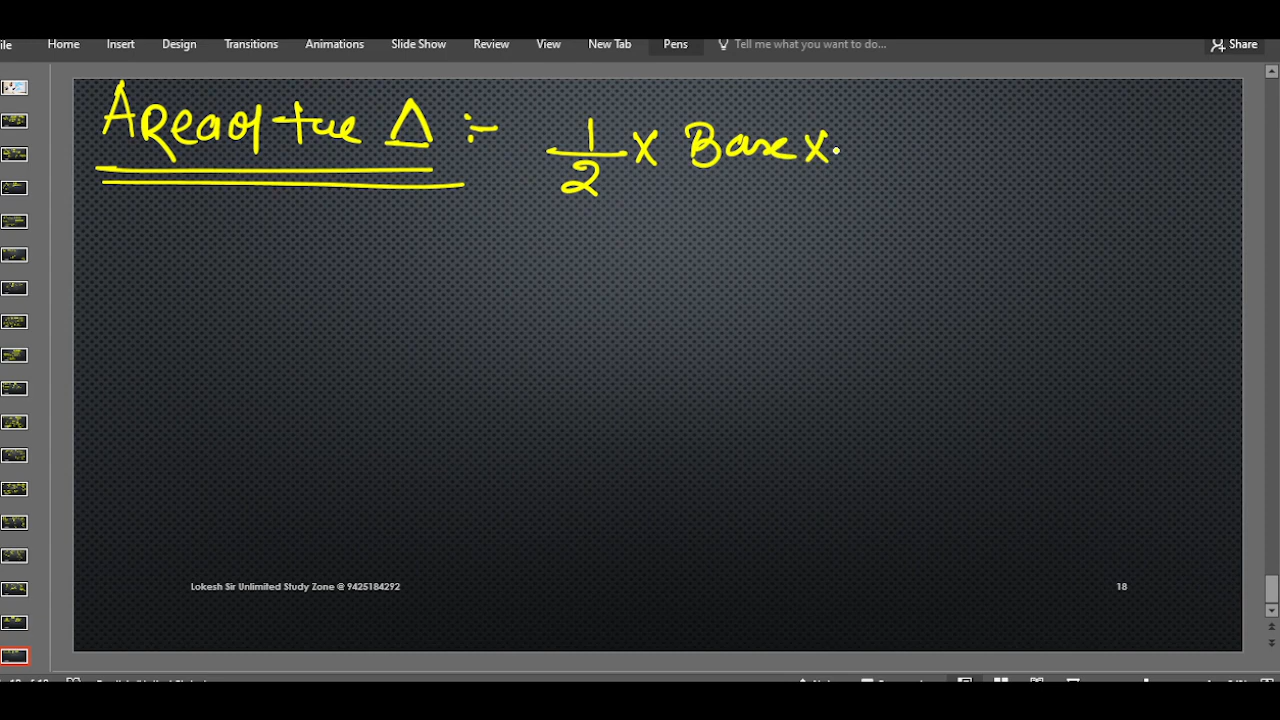 ile Home Insert Design Transitions Animations Slide Show Review View New Tab Pens Tell me what you want to do... Share
Area of the Δ :- 1/2 x Base x
Lokesh Sir Unlimited Study Zone @ 9425184292 18